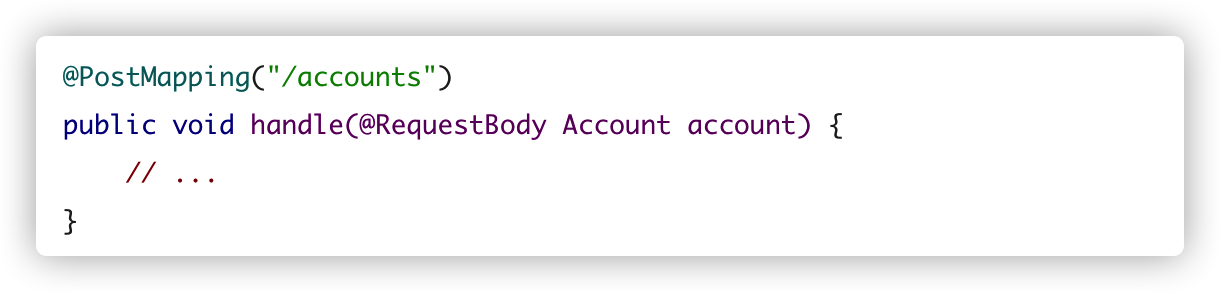 @PostMapping("/accounts")
public void handle(@RequestBody Account account) {
    // ...
}